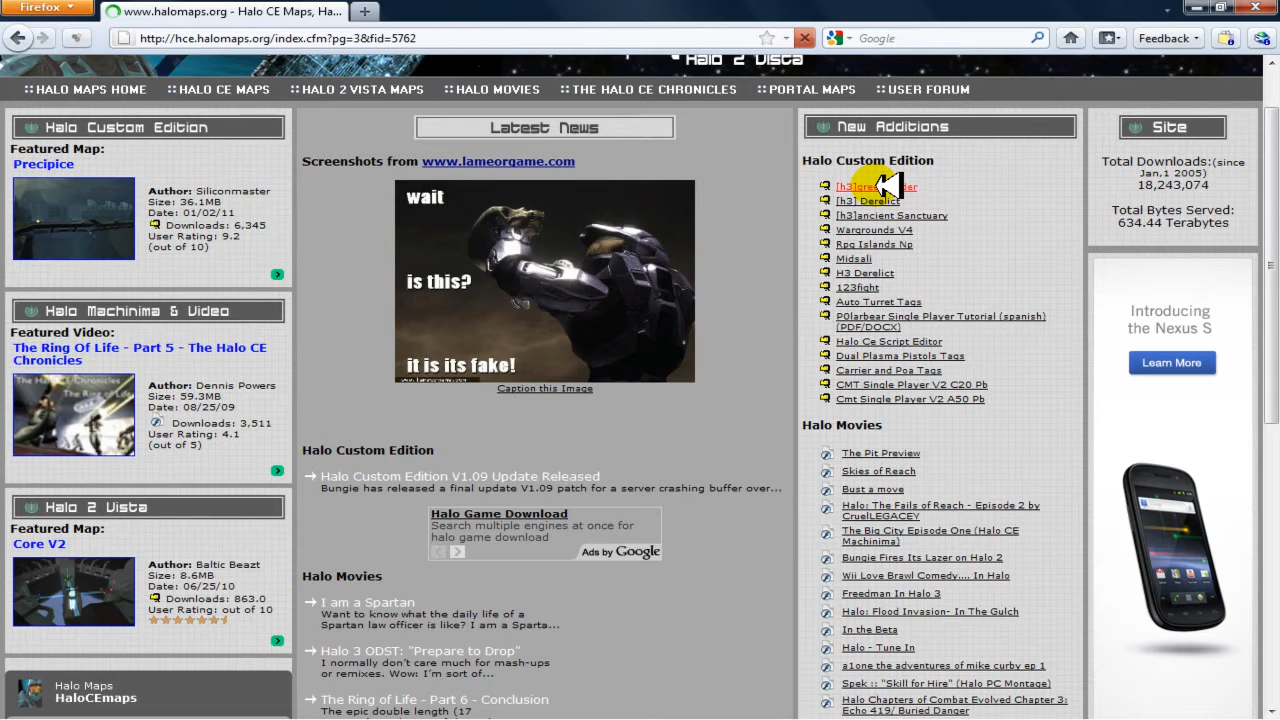 Firefox
www.halomaps.org - Halo CE Maps, Ha...
http://hce.halomaps.org/index.cfm?pg=3&fid=5762
Google
Feedback
Halo 2 Vista
HALO MAPS HOME
HALO CE MAPS
HALO 2 VISTA MAPS
HALO MOVIES
THE HALO CE CHRONICLES
PORTAL MAPS
USER FORUM
Halo Custom Edition
Featured Map:
Precipice
Author: Siliconmaster
Size: 36.1MB
Date: 01/02/11
Downloads: 6,345
User Rating: 9.2
(out of 10)
Halo Machinima & Video
Featured Video:
The Ring Of Life - Part 5 - The Halo CE
Chronicles
Author: Dennis Powers
Size: 59.3MB
Date: 08/25/09
Downloads: 3,511
User Rating: 4.1
(out of 5)
Halo 2 Vista
Featured Map:
Core V2
Author: Baltic Beazt
Size: 8.6MB
Date: 06/25/10
Downloads: 863.0
User Rating: out of 10
Halo Maps
HaloCEmaps
Latest News
Screenshots from www.lameorgame.com
wait
is this?
it is its fake!
Caption this Image
Halo Custom Edition
Halo Custom Edition V1.09 Update Released
Bungie has released a final update V1.09 patch for a server crashing buffer over...
Halo Game Download
Search multiple engines at once for
halo game download
Ads by Google
Halo Movies
I am a Spartan
Want to know what the daily life of a
Spartan law officer is like? I am a Sparta...
Halo 3 ODST: "Prepare to Drop"
I normally don't care much for mash-ups
or remixes. Wow: I'm sort of...
The Ring of Life - Part 6 - Conclusion
The epic double length (17
New Additions
Halo Custom Edition
[h3] Derelict
[h3]ancient Sanctuary
Wargrounds V4
Rpg Islands Np
Midsali
H3 Derelict
123fight
Auto Turret Tags
P0larbear Single Player Tutorial (spanish)
(PDF/DOCX)
Halo Ce Script Editor
Dual Plasma Pistols Tags
Carrier and Poa Tags
CMT Single Player V2 C20 Pb
Cmt Single Player V2 A50 Pb
Halo Movies
The Pit Preview
Skies of Reach
Bust a move
Halo: The Fails of Reach - Episode 2 by
CruelLEGACY
The Big City Episode One (Halo CE
Machinima)
Bungie Fires Its Lazer on Halo 2
Wii Love Brawl Comedy.... In Halo
Freedman In Halo 3
Halo: Flood Invasion- In The Gulch
In the Beta
Halo - Tune In
a1one the adventures of mike curby ep 1
Spek :: "Skill for Hire" (Halo PC Montage)
Halo Chapters of Combat Evolved Chapter 3:
Echo 419/ Buried Danger
Site
Total Downloads:(since
Jan,1 2005)
18,243,074
Total Bytes Served:
634.44 Terabytes
Introducing
the Nexus S
Learn More